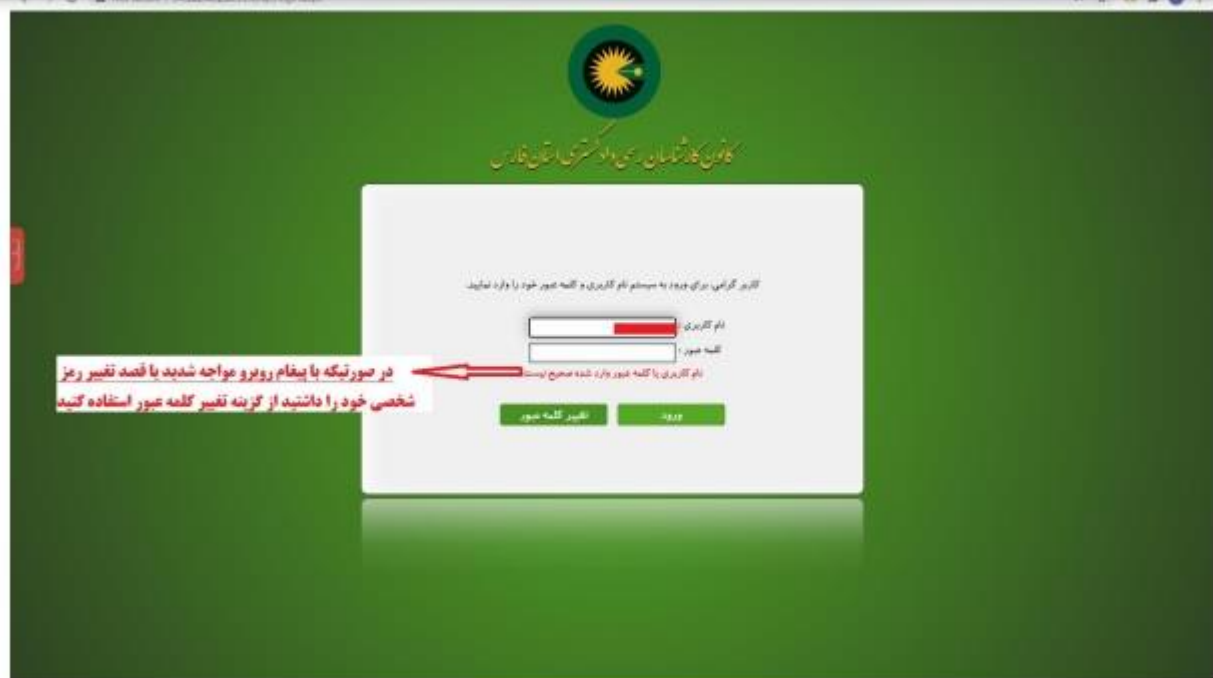 کانون کارشناسان رسمی دادگستری استان فارس
کاربر گرامی، برای ورود به سیستم نام کاربری و کلمه عبور خود را وارد نمایید.
نام کاربری :
کلمه عبور :
نام کاربری یا کلمه عبور وارد شده صحیح نیست
ورود
تغییر کلمه عبور
در صورتیکه با پیغام روبرو مواجه شدید یا قصد تغییر رمز
شخصی خود را داشتید از گزینه تغییر کلمه عبور استفاده کنید